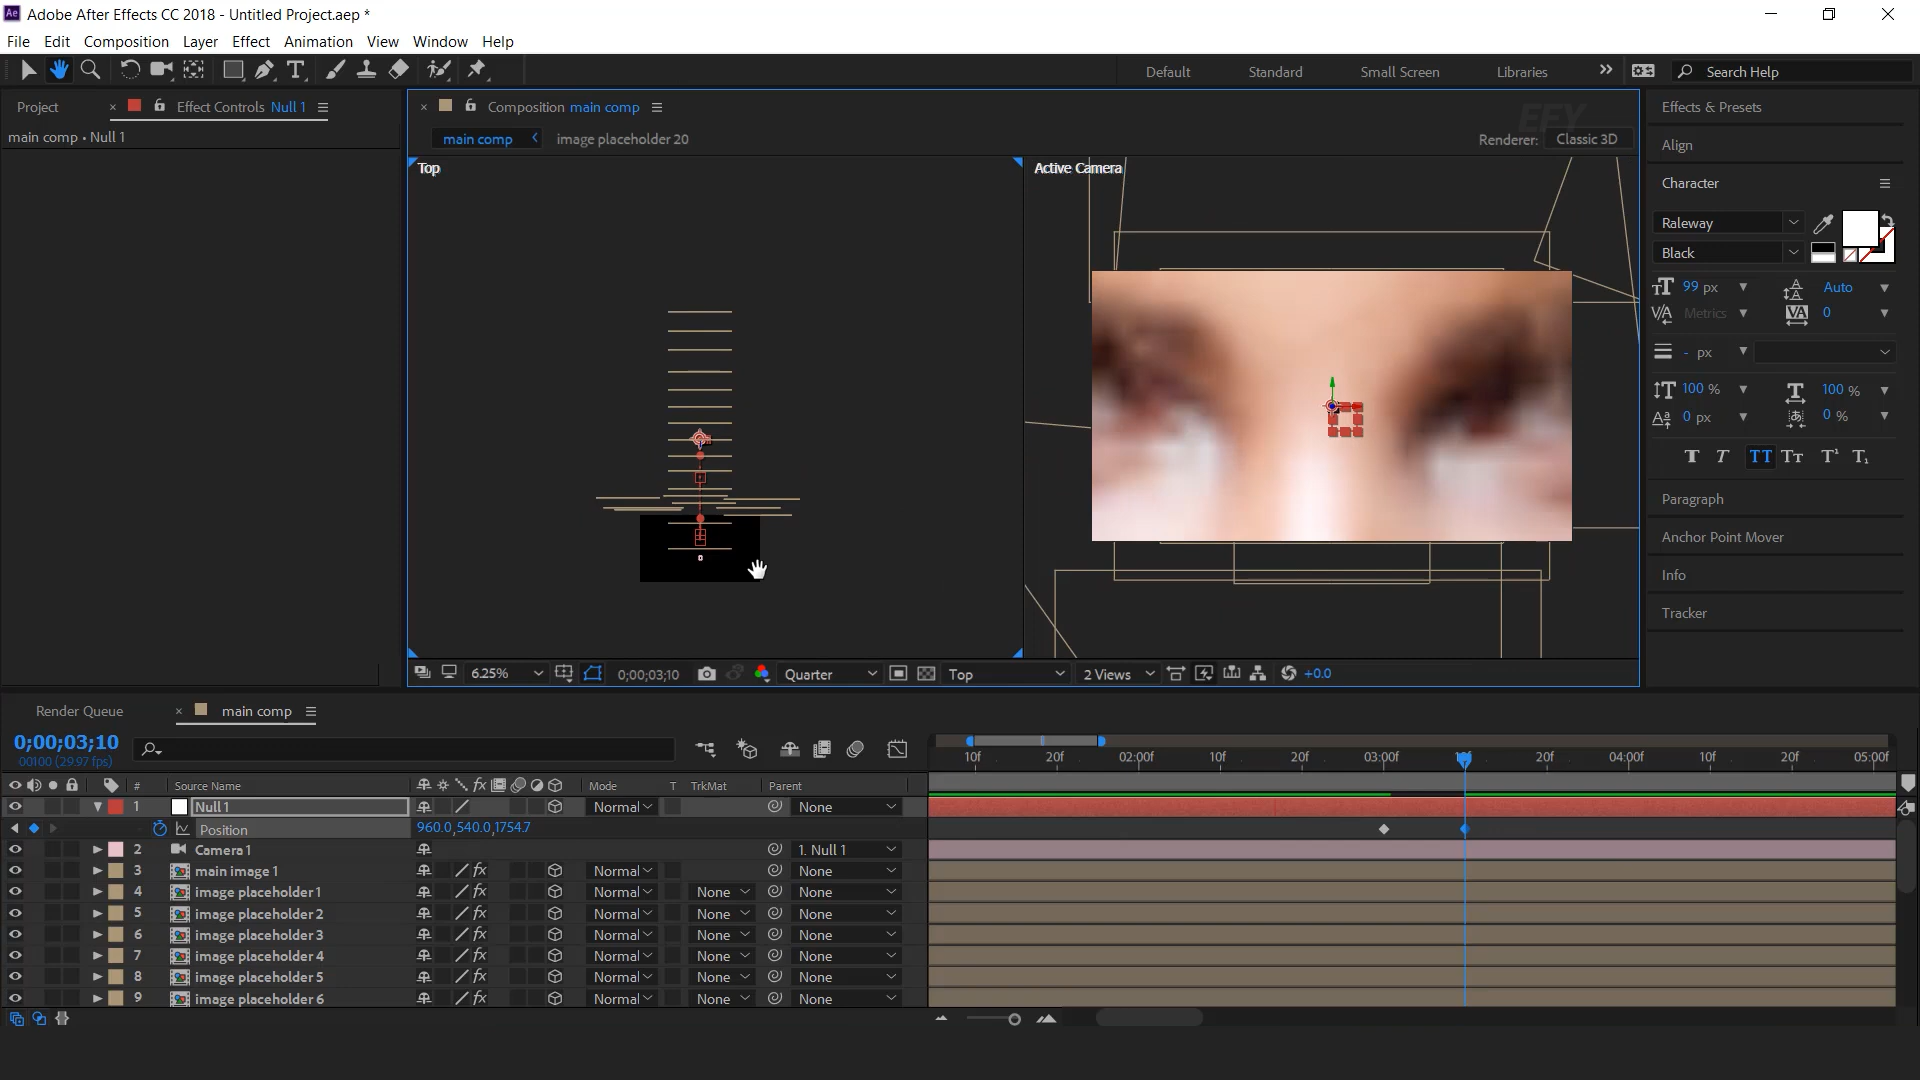 Adobe After Effects CC 2018 - Untitled Project.aep *
File Edit Composition Layer Effect Animation View Window Help
Default Standard Small Screen Libraries Search Help
Project Effect Controls Null 1
main comp • Null 1
Composition main comp
main comp image placeholder 20
EFY
Renderer: Classic 3D
Top
Active Camera
6.25% 0;00;03;10 Quarter Top 2 Views +0.0
Effects & Presets
Align
Character
Raleway
Black
99 px Auto
Metrics 0
- px
100 % 100 %
0 px 0 %
T T TT Tт T¹ T₁
Paragraph
Anchor Point Mover
Info
Tracker
Render Queue main comp
0;00;03;10
00100 (29.97 fps)
10f 20f 02:00f 10f 20f 03:00f 10f 20f 04:00f 10f 20f 05:00f
# Source Name Mode T TrkMat Parent
1 Null 1 Normal None
Position 960.0,540.0,1754.7
2 Camera 1 1. Null 1
3 main image 1 Normal None
4 image placeholder 1 Normal None None
5 image placeholder 2 Normal None None
6 image placeholder 3 Normal None None
7 image placeholder 4 Normal None None
8 image placeholder 5 Normal None None
9 image placeholder 6 Normal None None